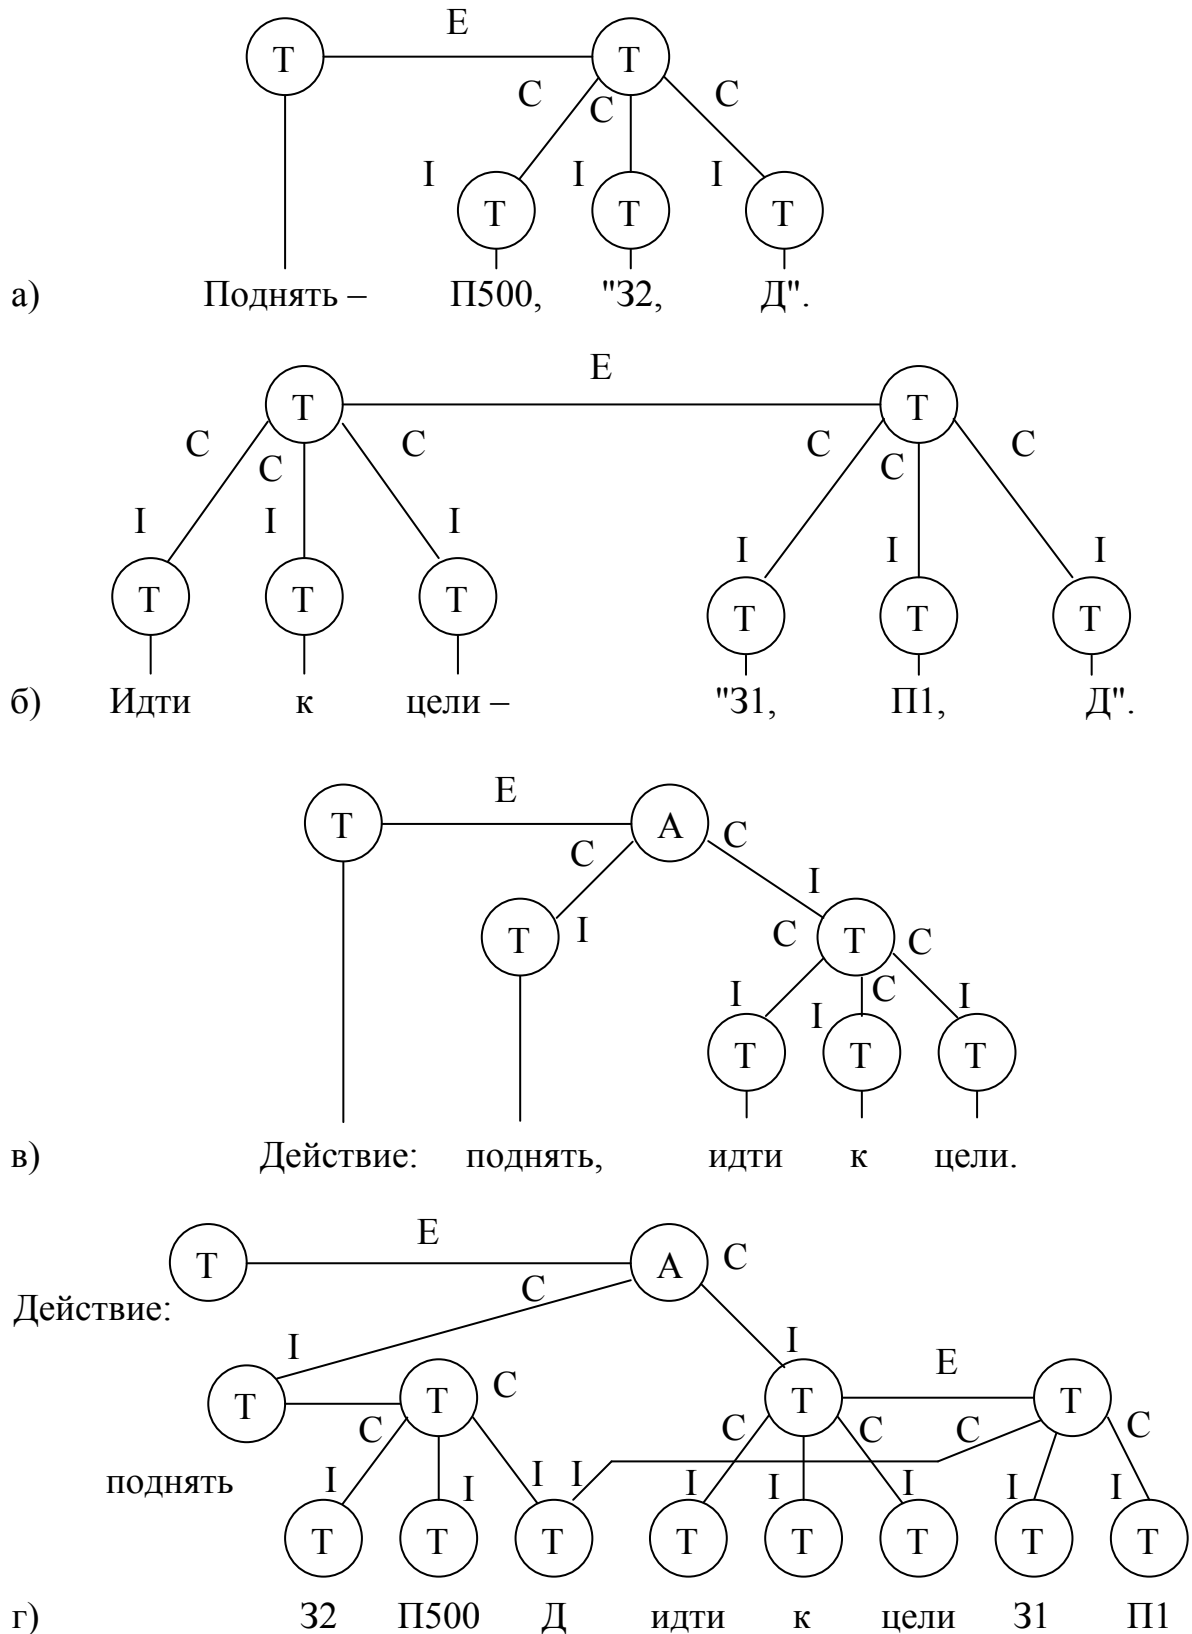 E
T T
C C C
I I I
T T T
а) Поднять – П500, "З2, Д".
E
T T
C C C C C C
I I I I I I
T T T T T T
б) Идти к цели – "З1, П1, Д".
E
T A
C C
I I
T T
C C C
I I I
T T T
в) Действие: поднять, идти к цели.
E
T A C
C
Действие:
I I
E
T T C T T
C C C C C
поднять
I I I I I I I I I
T T T T T T T T
г) З2 П500 Д идти к цели З1 П1